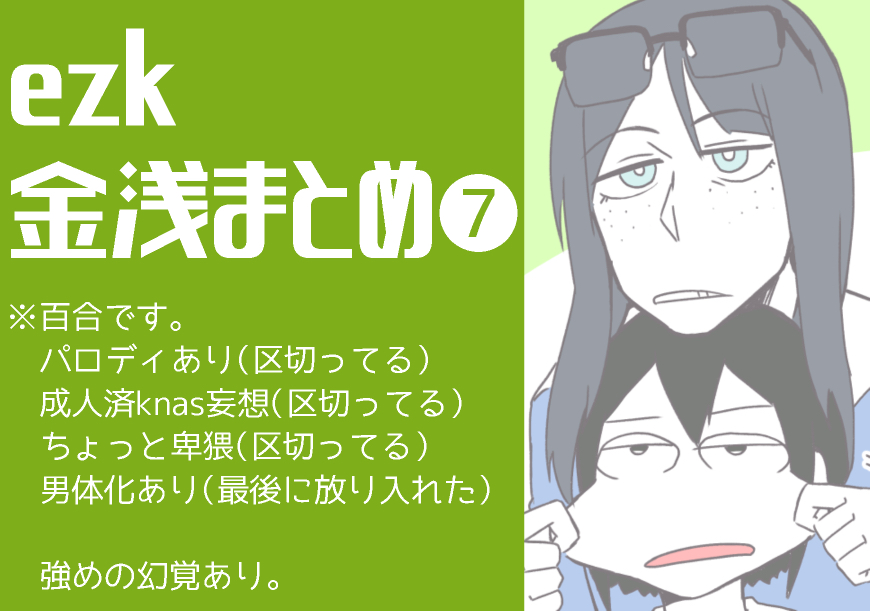 ezk
金浅まとめ❼
※百合です。
パロディあり(区切ってる)
成人済knas妄想(区切ってる)
ちょっと卑猥(区切ってる)
男体化あり(最後に放り入れた)
強めの幻覚あり。